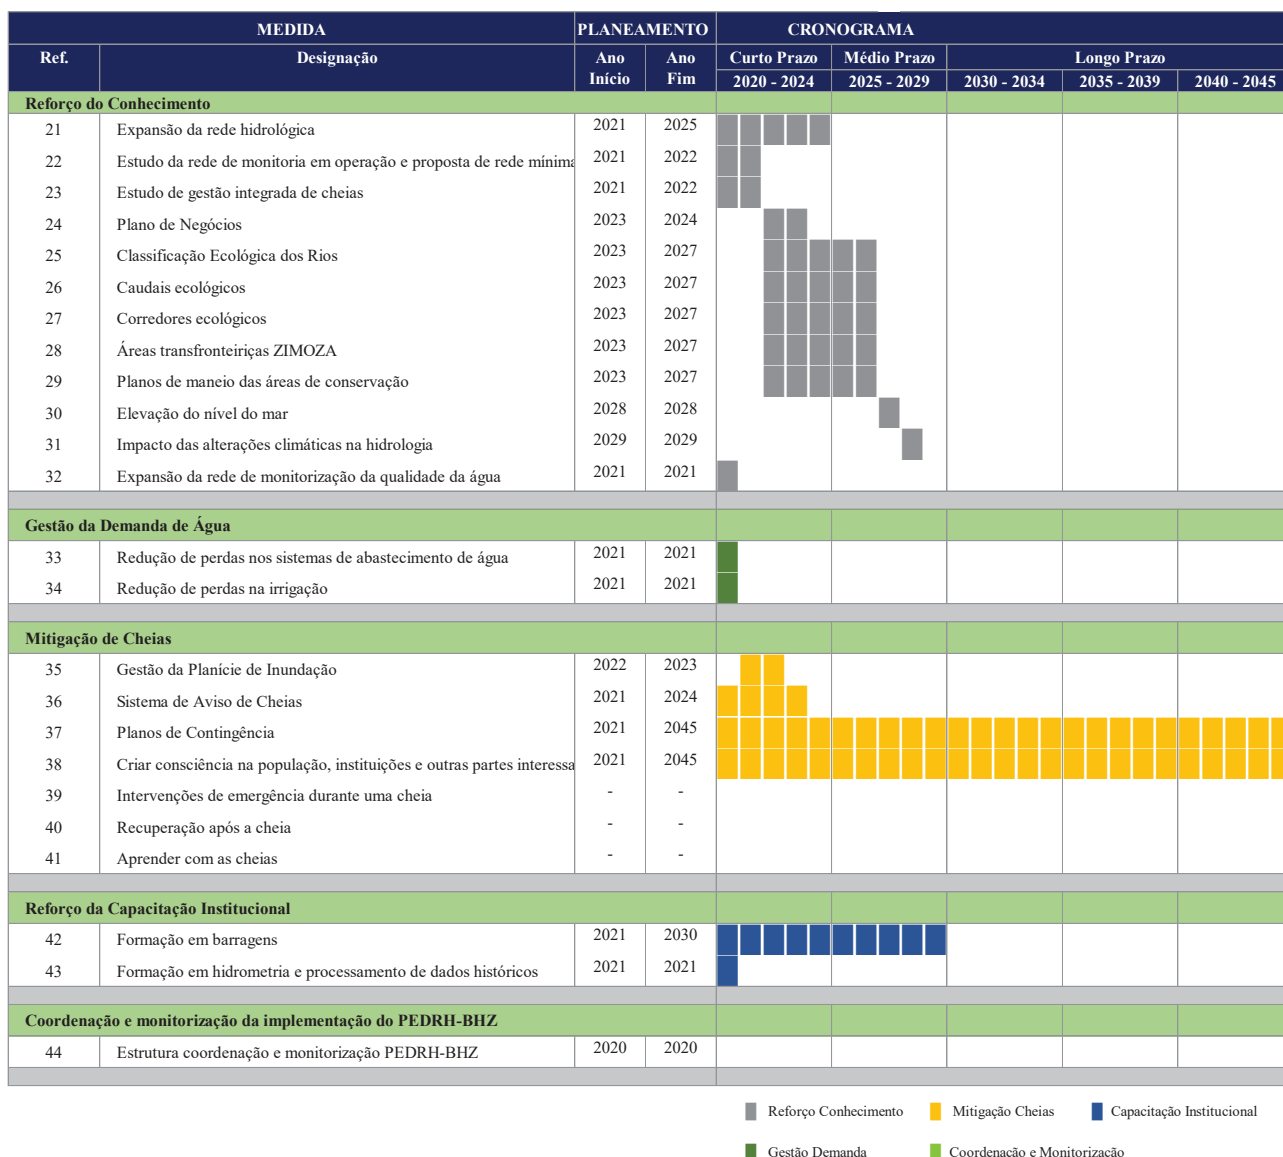 MEDIDA PLANEAMENTO CRONOGRAMA
Ref. Designação Ano Início Ano Fim Curto Prazo Médio Prazo Longo Prazo
2020 - 2024 2025 - 2029 2030 - 2034 2035 - 2039 2040 - 2045
Reforço do Conhecimento
21 Expansão da rede hidrológica 2021 2025
22 Estudo da rede de monitoria em operação e proposta de rede mínima 2021 2022
23 Estudo de gestão integrada de cheias 2021 2022
24 Plano de Negócios 2023 2024
25 Classificação Ecológica dos Rios 2023 2027
26 Caudais ecológicos 2023 2027
27 Corredores ecológicos 2023 2027
28 Áreas transfronteiriças ZIMOZA 2023 2027
29 Planos de maneio das áreas de conservação 2023 2027
30 Elevação do nível do mar 2028 2028
31 Impacto das alterações climáticas na hidrologia 2029 2029
32 Expansão da rede de monitorização da qualidade da água 2021 2021
Gestão da Demanda de Água
33 Redução de perdas nos sistemas de abastecimento de água 2021 2021
34 Redução de perdas na irrigação 2021 2021
Mitigação de Cheias
35 Gestão da Planície de Inundação 2022 2023
36 Sistema de Aviso de Cheias 2021 2024
37 Planos de Contingência 2021 2045
38 Criar consciência na população, instituições e outras partes interessa 2021 2045
39 Intervenções de emergência durante uma cheia - -
40 Recuperação após a cheia - -
41 Aprender com as cheias - -
Reforço da Capacitação Institucional
42 Formação em barragens 2021 2030
43 Formação em hidrometria e processamento de dados históricos 2021 2021
Coordenação e monitorização da implementação do PEDRH-BHZ
44 Estrutura coordenação e monitorização PEDRH-BHZ 2020 2020
Reforço Conhecimento Mitigação Cheias Capacitação Institucional
Gestão Demanda Coordenação e Monitorização